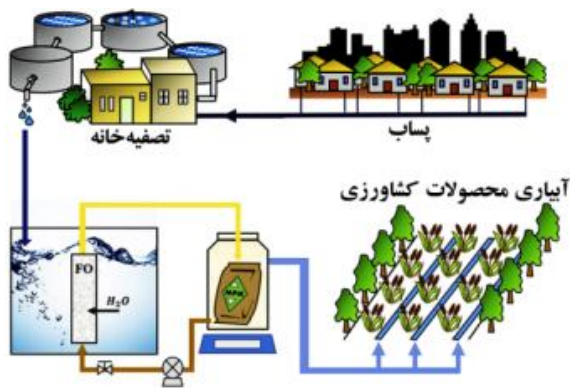 تصفیه خانه
پساب
آبیاری محصولات کشاورزی
FO
H₂O